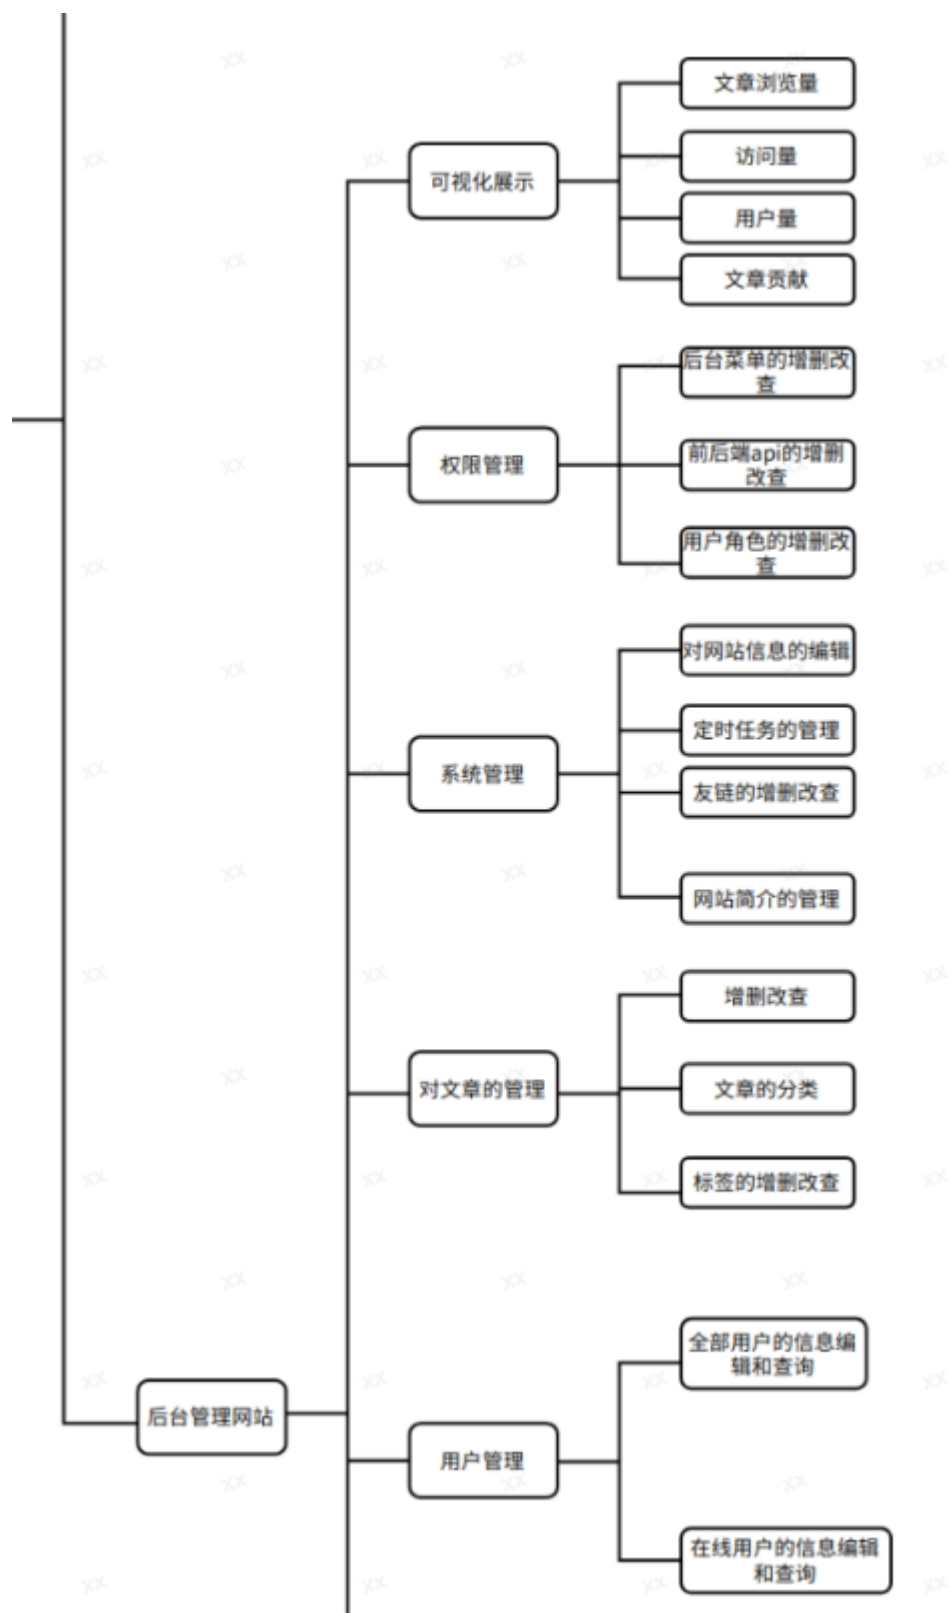 文章浏览量
访问量
可视化展示
用户量
文章贡献
后台菜单的增删改
查
权限管理
前后端api的增删
改查
用户角色的增删改
查
对网站信息的编辑
定时任务的管理
系统管理
友链的增删改查
网站简介的管理
增删改查
对文章的管理
文章的分类
标签的增删改查
全部用户的信息编
辑和查询
后台管理网站
用户管理
在线用户的信息编辑
和查询